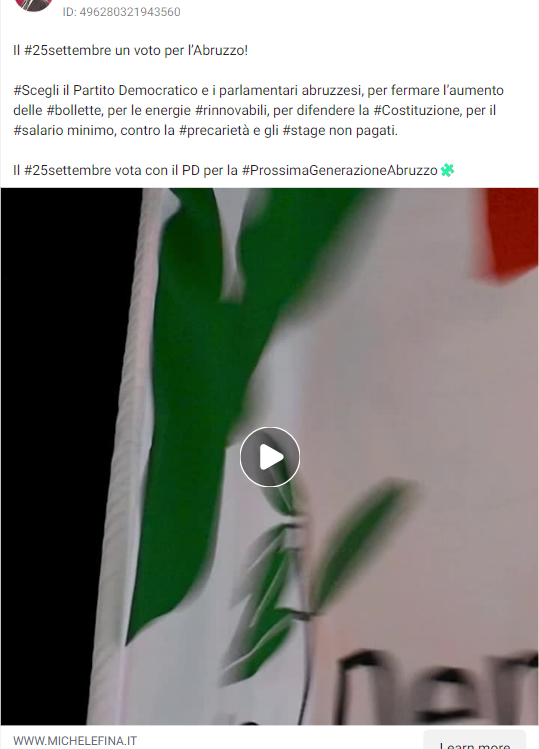 ID: 496280321943560
Il #25settembre un voto per l'Abruzzo!
#Scegli il Partito Democratico e i parlamentari abruzzesi, per fermare l'aumento
delle #bollette, per le energie #rinnovabili, per difendere la #Costituzione, per il
#salario minimo, contro la #precarietà e gli #stage non pagati.
Il #25settembre vota con il PD per la #ProssimaGenerazioneAbruzzo
WWW.MICHELEFINA.IT
Learn more